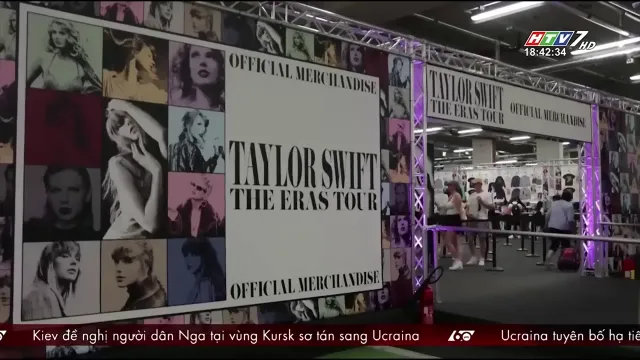 HTV7 HD
18:42:34
OFFICIAL MERCHANDISE
TAYLOR SWIFT
THE ERAS TOUR
OFFICIAL MERCHANDISE
TAYLOR SWIFT
THE ERAS TOUR
OFFICIAL MERCHANDISE
Kiev đề nghị người dân Nga tại vùng Kursk sơ tán sang Ucraina
60
Ucraina tuyên bố hạ tiê